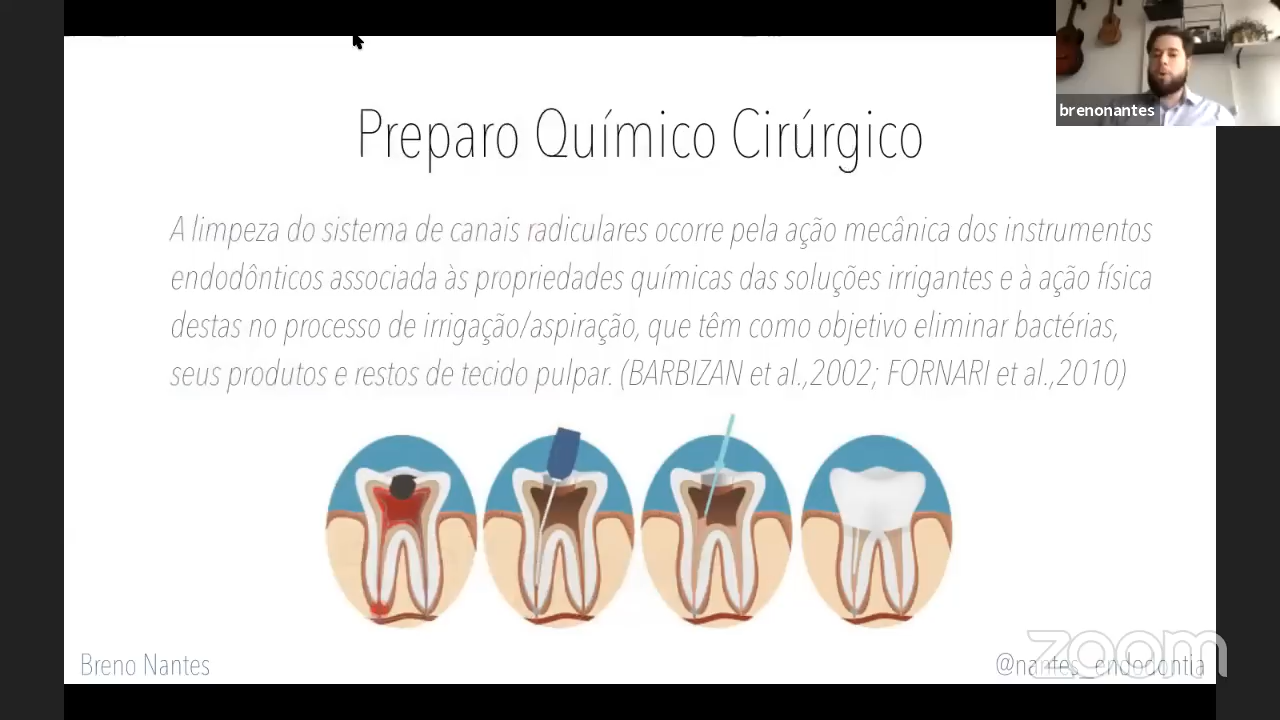 Preparo Químico Cirúrgico
brenonantes
A limpeza do sistema de canais radiculares ocorre pela ação mecânica dos instrumentos
endodônticos associada às propriedades químicas das soluções irrigantes e à ação física
destas no processo de irrigação/aspiração, que têm como objetivo eliminar bactérias,
seus produtos e restos de tecido pulpar. (BARBIZAN et al.,2002; FORNARI et al.,2010)
Breno Nantes
@nantes_endodontia
zoom